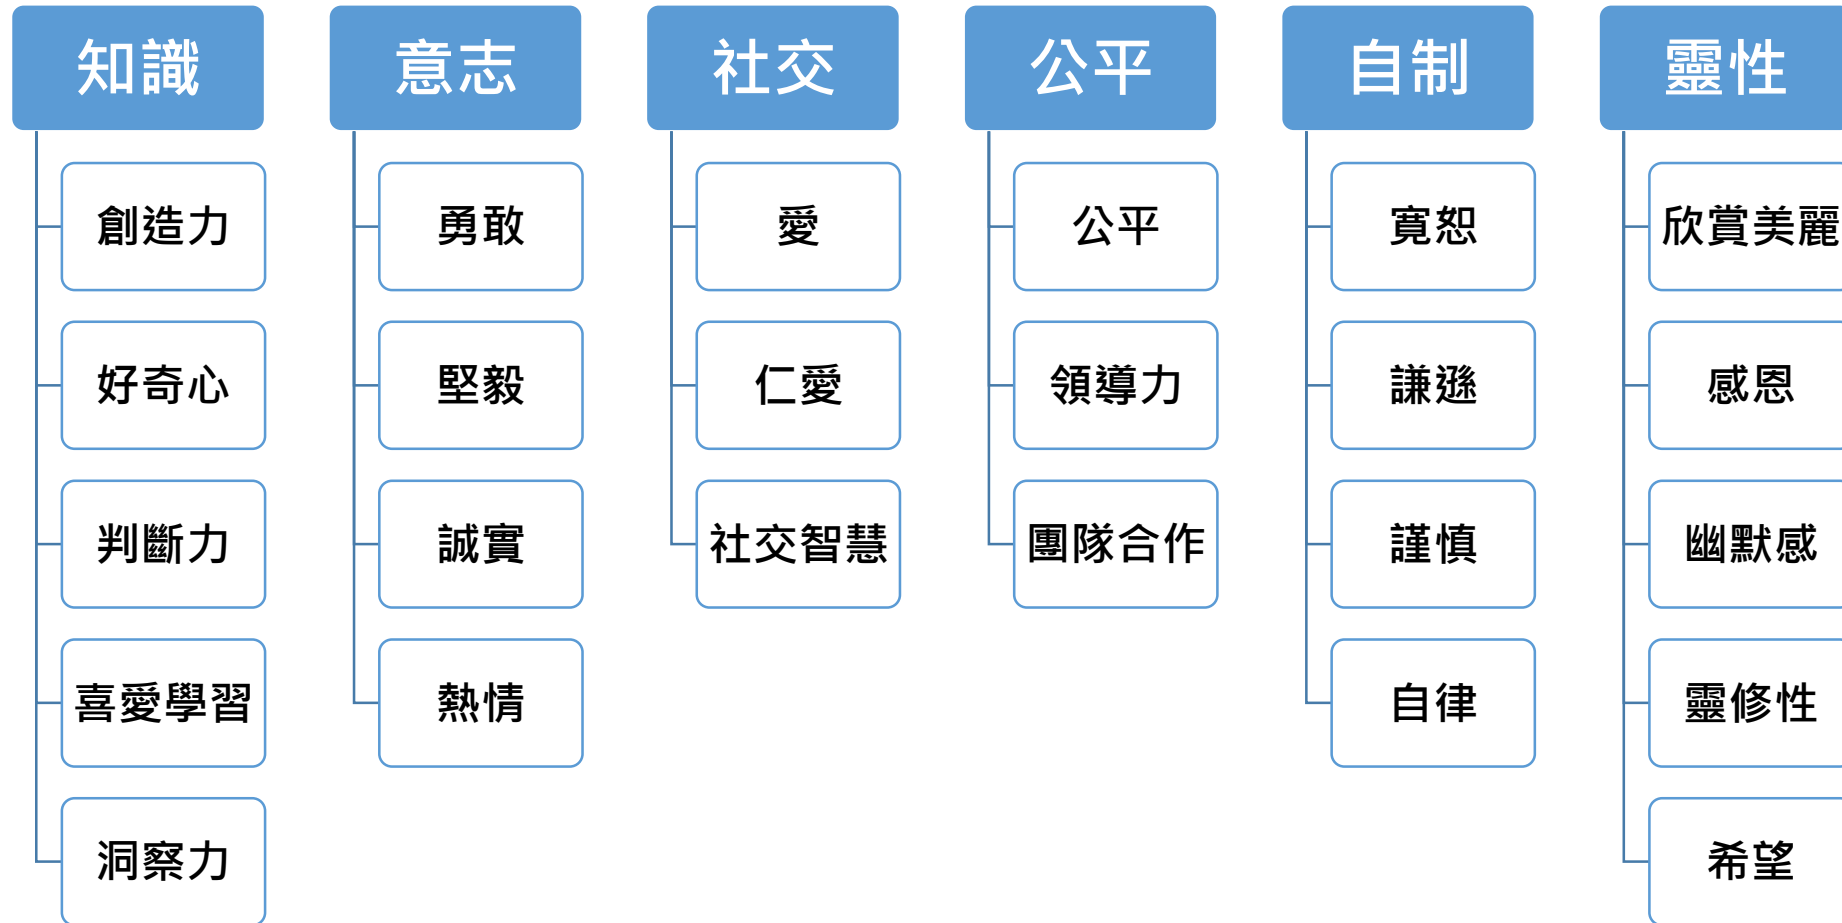 知識
創造力
好奇心
判斷力
喜愛學習
洞察力
意志
勇敢
堅毅
誠實
熱情
社交
愛
仁愛
社交智慧
公平
公平
領導力
團隊合作
自制
寬恕
謙遜
謹慎
自律
靈性
欣賞美麗
感恩
幽默感
靈修性
希望